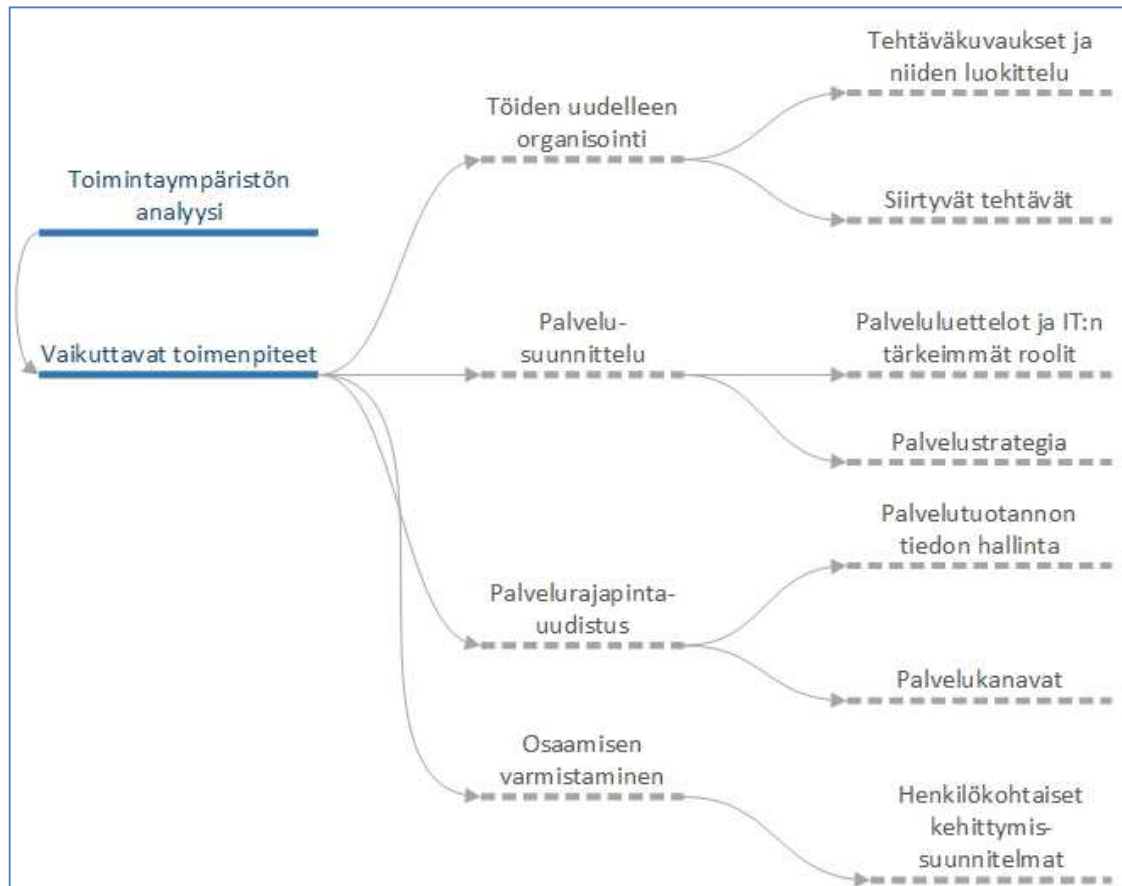 Toimintaympäristön
analyysi
Vaikuttavat toimenpiteet
Töiden uudelleen
organisointi
Tehtäväkuvaukset ja
niiden luokittelu
Siirtyvät tehtävät
Palvelu-
suunnittelu
Palveluluettelot ja IT:n
tärkeimmät roolit
Palvelustrategia
Palvelurajapinta-
uudistus
Palvelutuotannon
tiedon hallinta
Palvelukanavat
Osaamisen
varmistaminen
Henkilökohtaiset
kehittymis-
suunnitelmat